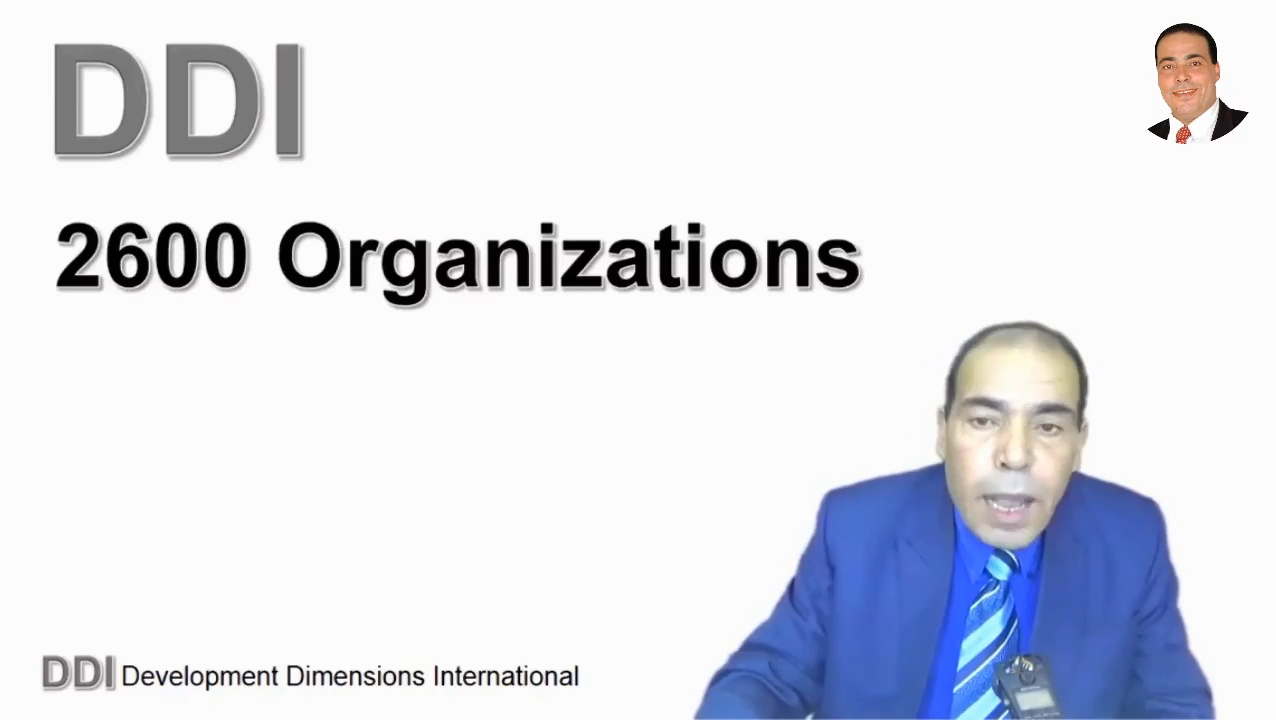 DDI
2600 Organizations
DDI Development Dimensions International